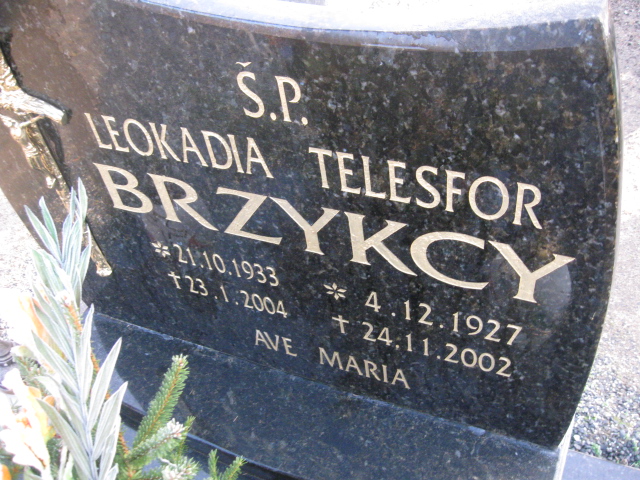 Š.P.
LEOKADIA TELESFOR
BRZYKCY
21.10.1933 4.12.1927
✝ 23.1.2004 ✝ 24.11.2002
AVE MARIA